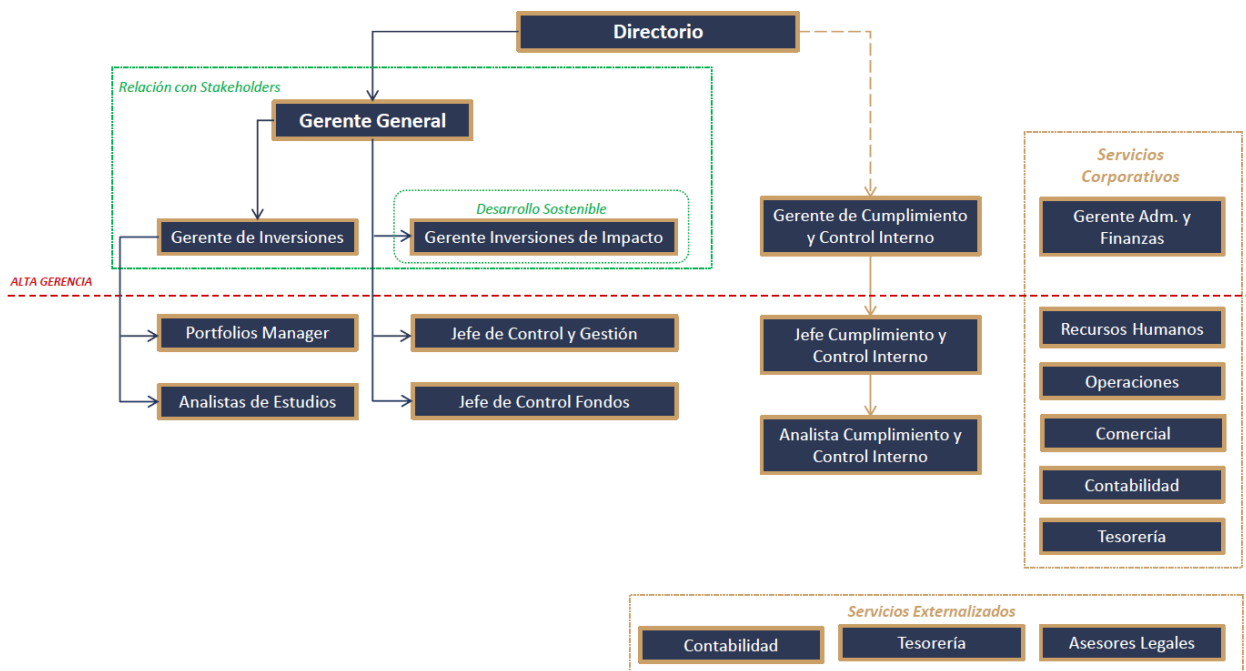 Directorio
Relación con Stakeholders
Gerente General
Servicios
Corporativos
Desarrollo Sostenible
Gerente de Inversiones
Gerente Inversiones de Impacto
Gerente de Cumplimiento
y Control Interno
Gerente Adm. y
Finanzas
ALTA GERENCIA
Portfolios Manager
Jefe de Control y Gestión
Jefe Cumplimiento y
Control Interno
Recursos Humanos
Operaciones
Analistas de Estudios
Jefe de Control Fondos
Analista Cumplimiento y
Control Interno
Comercial
Contabilidad
Tesorería
Servicios Externalizados
Contabilidad
Tesorería
Asesores Legales